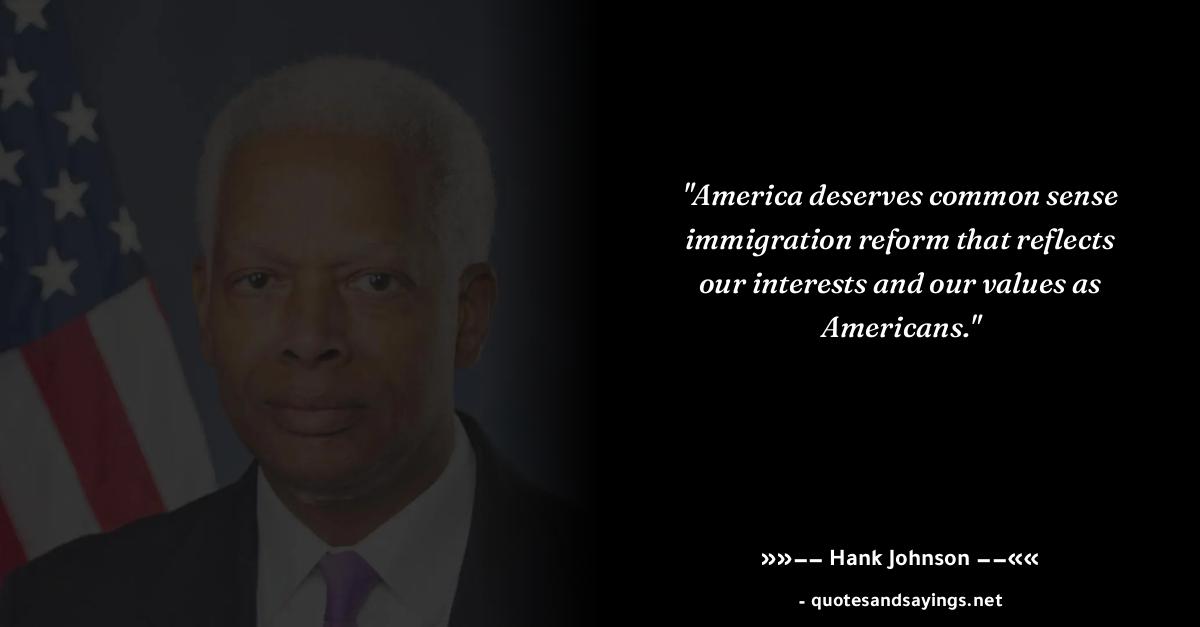 "America deserves common sense
immigration reform that reflects
our interests and our values as
Americans."
»»–– Hank Johnson ––««
- quotesandsayings.net